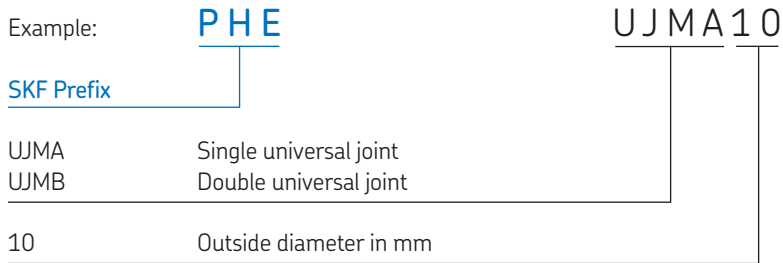 Example: PHE UJMA10
SKF Prefix
UJMA Single universal joint
UJMB Double universal joint
10 Outside diameter in mm